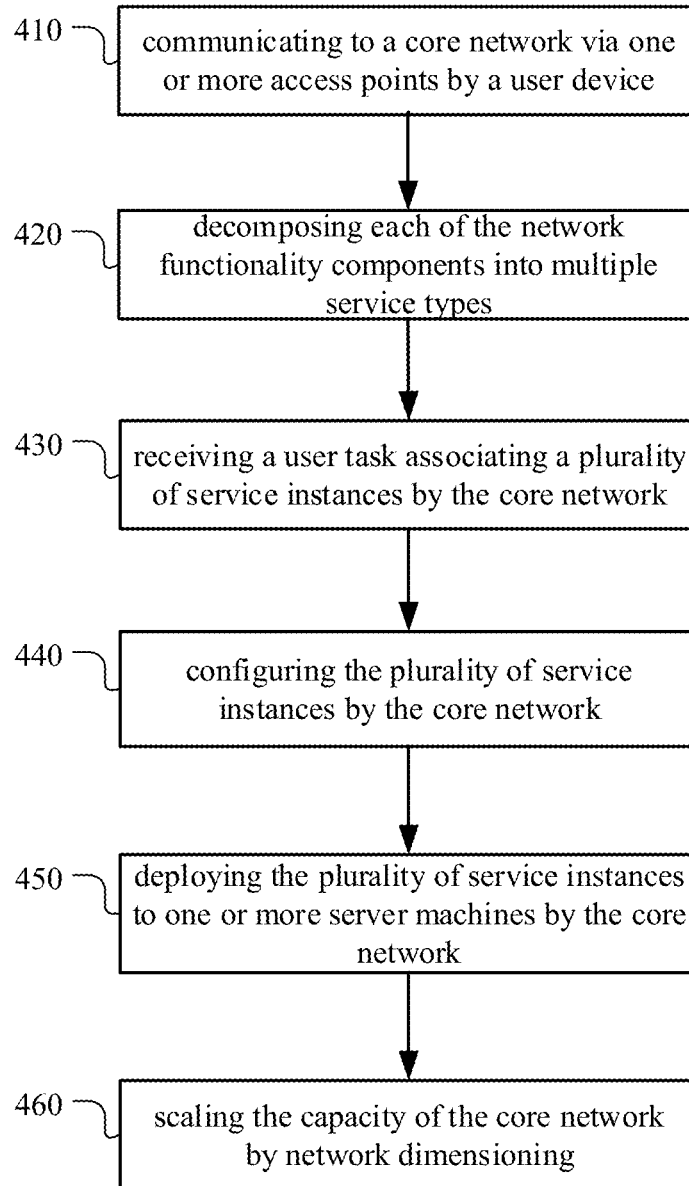 410
communicating to a core network via one
or more access points by a user device
420
decomposing each of the network
functionality components into multiple
service types
430
receiving a user task associating a plurality
of service instances by the core network
440
configuring the plurality of service
instances by the core network
450
deploying the plurality of service instances
to one or more server machines by the core
network
460
scaling the capacity of the core network
by network dimensioning